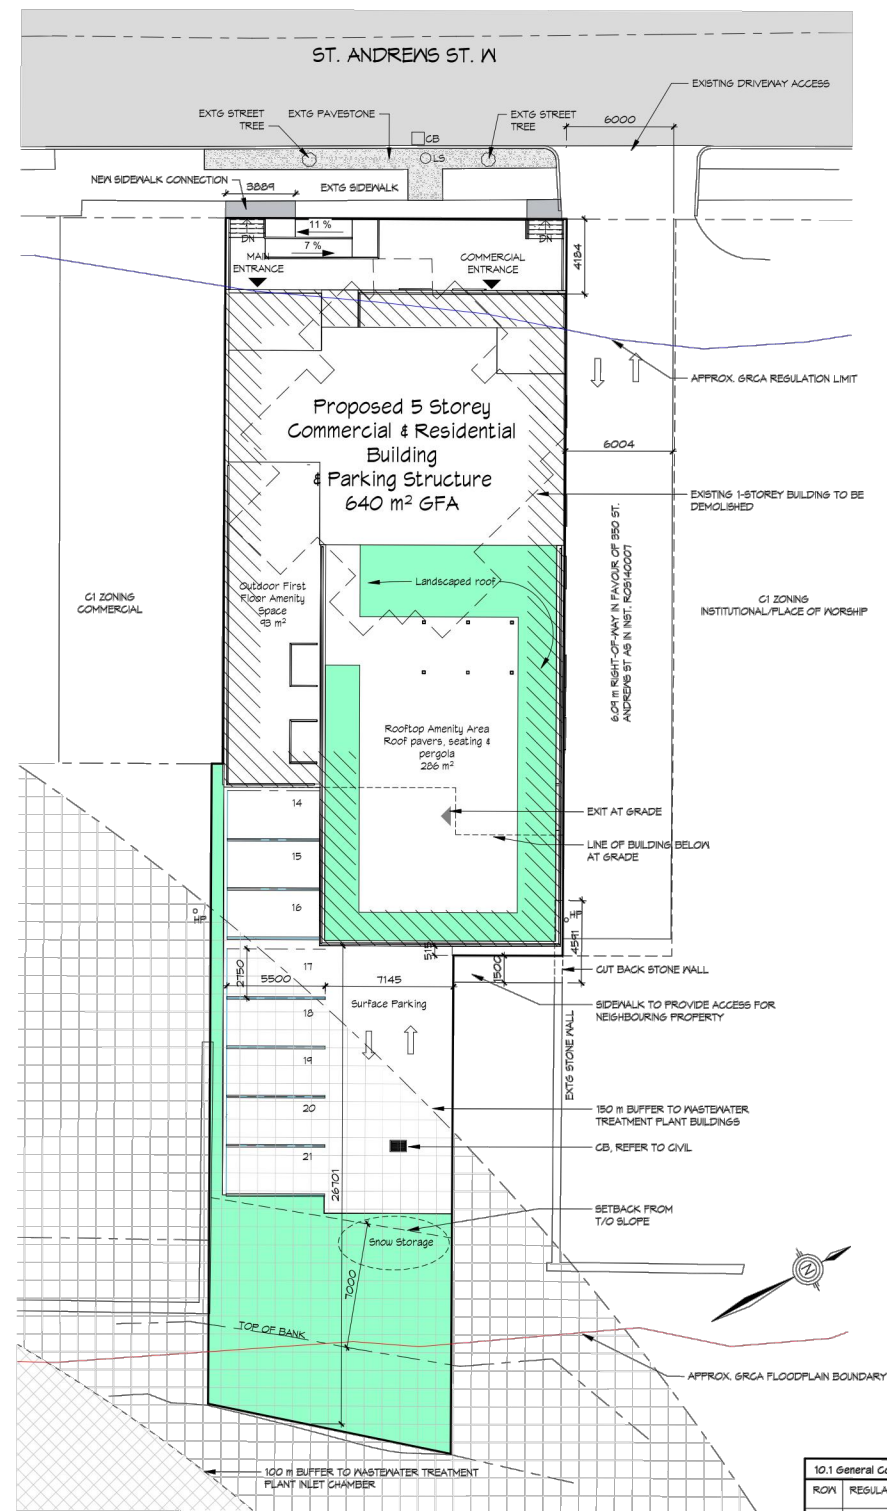 ST. ANDREWS ST. W
EXISTING DRIVEWAY ACCESS
EXTG STREET
TREE
EXTG PAVESTONE
EXTG STREET
TREE
6000
CB
LS
NEW SIDEWALK CONNECTION
3889
EXTG SIDEWALK
11 %
7 %
DN
DN
MAIN
ENTRANCE
COMMERCIAL
ENTRANCE
4184
APPROX. GRCA REGULATION LIMIT
Proposed 5 Storey
Commercial & Residential
Building
& Parking Structure
640 m² GFA
6004
EXISTING 1-STOREY BUILDING TO BE
DEMOLISHED
6.09 m RIGHT-OF-WAY IN FAVOUR OF 350 ST.
ANDREWS ST AS IN INST. ROS140007
C1 ZONING
COMMERCIAL
C1 ZONING
INSTITUTIONAL/PLACE OF WORSHIP
Landscaped roof
Outdoor First
Floor Amenity
Space
93 m²
Rooftop Amenity Area
Roof pavers, seating &
pergola
286 m²
14
EXIT AT GRADE
15
LINE OF BUILDING BELOW
AT GRADE
16
HP
HP
4591
515
1500
2750
17
CUT BACK STONE WALL
5500
7145
Surface Parking
18
SIDEWALK TO PROVIDE ACCESS FOR
NEIGHBOURING PROPERTY
EXTG STONE WALL
19
20
150 m BUFFER TO WASTEWATER
TREATMENT PLANT BUILDINGS
21
CB, REFER TO CIVIL
26701
SETBACK FROM
T/O SLOPE
Snow Storage
7000
N
TOP OF BANK
APPROX. GRCA FLOODPLAIN BOUNDARY
100 m BUFFER TO WASTEWATER TREATMENT
PLANT INLET CHAMBER
10.1 General Co
ROW REGULA